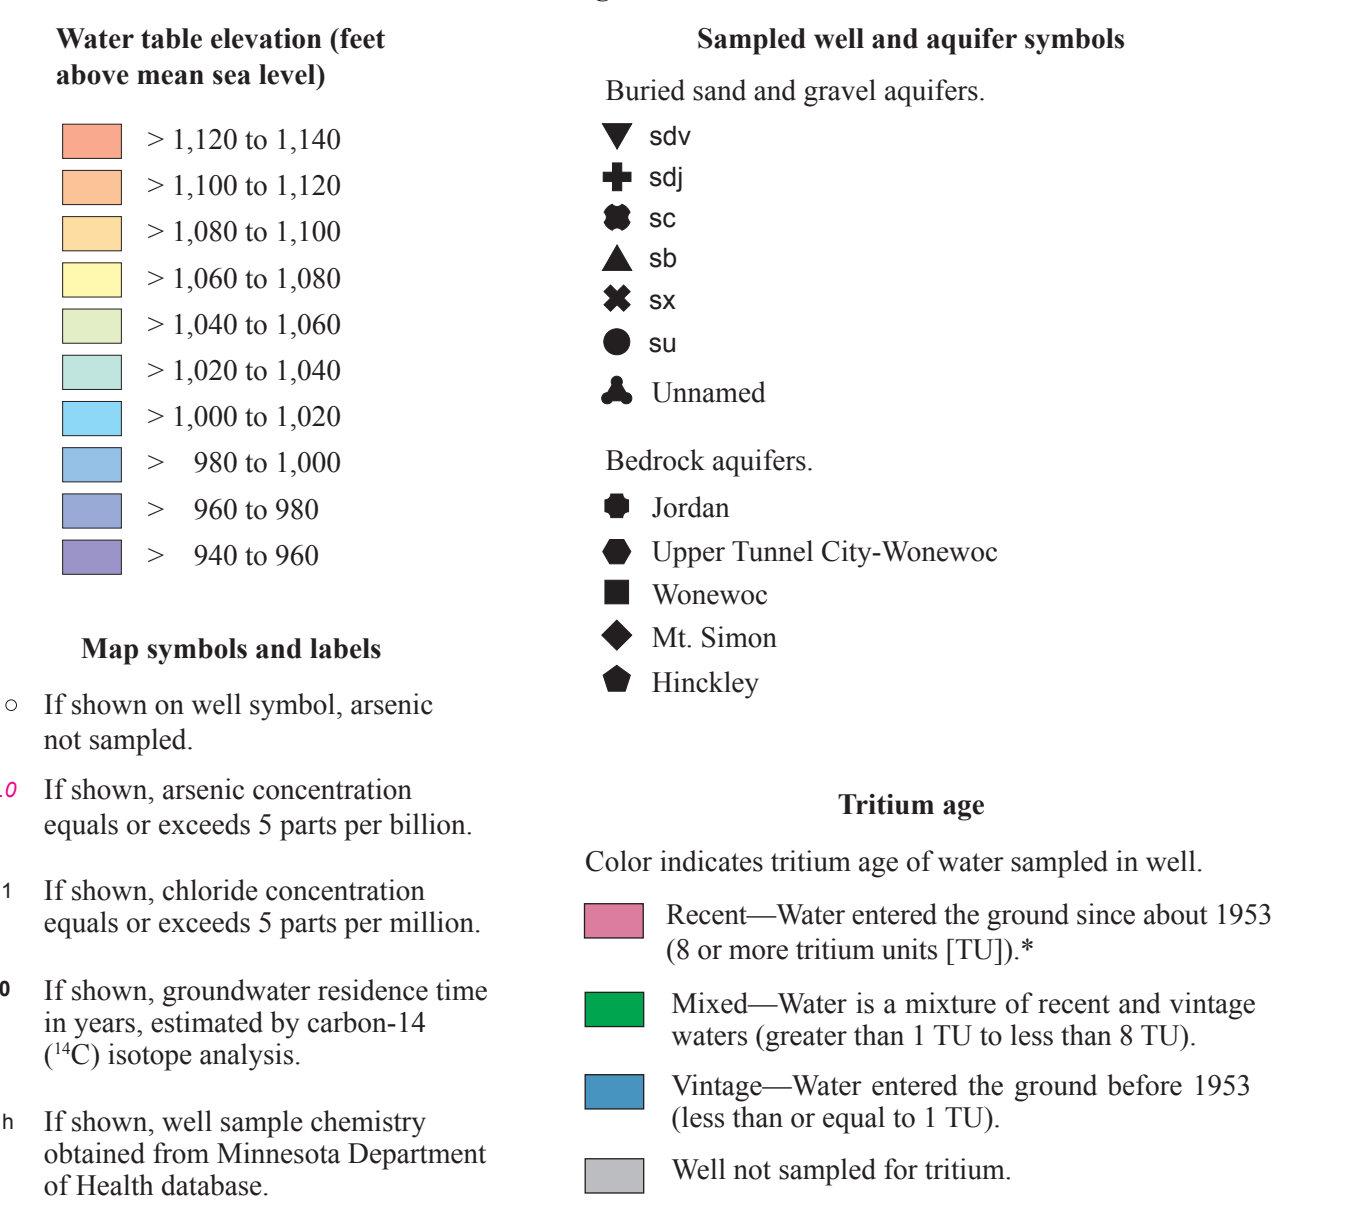 Water table elevation (feet
above mean sea level)
> 1,120 to 1,140
> 1,100 to 1,120
> 1,080 to 1,100
> 1,060 to 1,080
> 1,040 to 1,060
> 1,020 to 1,040
> 1,000 to 1,020
> 980 to 1,000
> 960 to 980
> 940 to 960
Map symbols and labels
If shown on well symbol, arsenic
not sampled.
.0 If shown, arsenic concentration
equals or exceeds 5 parts per billion.
1 If shown, chloride concentration
equals or exceeds 5 parts per million.
0 If shown, groundwater residence time
in years, estimated by carbon-14
(¹⁴C) isotope analysis.
h If shown, well sample chemistry
obtained from Minnesota Department
of Health database.
Sampled well and aquifer symbols
Buried sand and gravel aquifers.
sdv
sdj
sc
sb
sx
su
Unnamed
Bedrock aquifers.
Jordan
Upper Tunnel City-Wonewoc
Wonewoc
Mt. Simon
Hinckley
Tritium age
Color indicates tritium age of water sampled in well.
Recent—Water entered the ground since about 1953
(8 or more tritium units [TU]).*
Mixed—Water is a mixture of recent and vintage
waters (greater than 1 TU to less than 8 TU).
Vintage—Water entered the ground before 1953
(less than or equal to 1 TU).
Well not sampled for tritium.